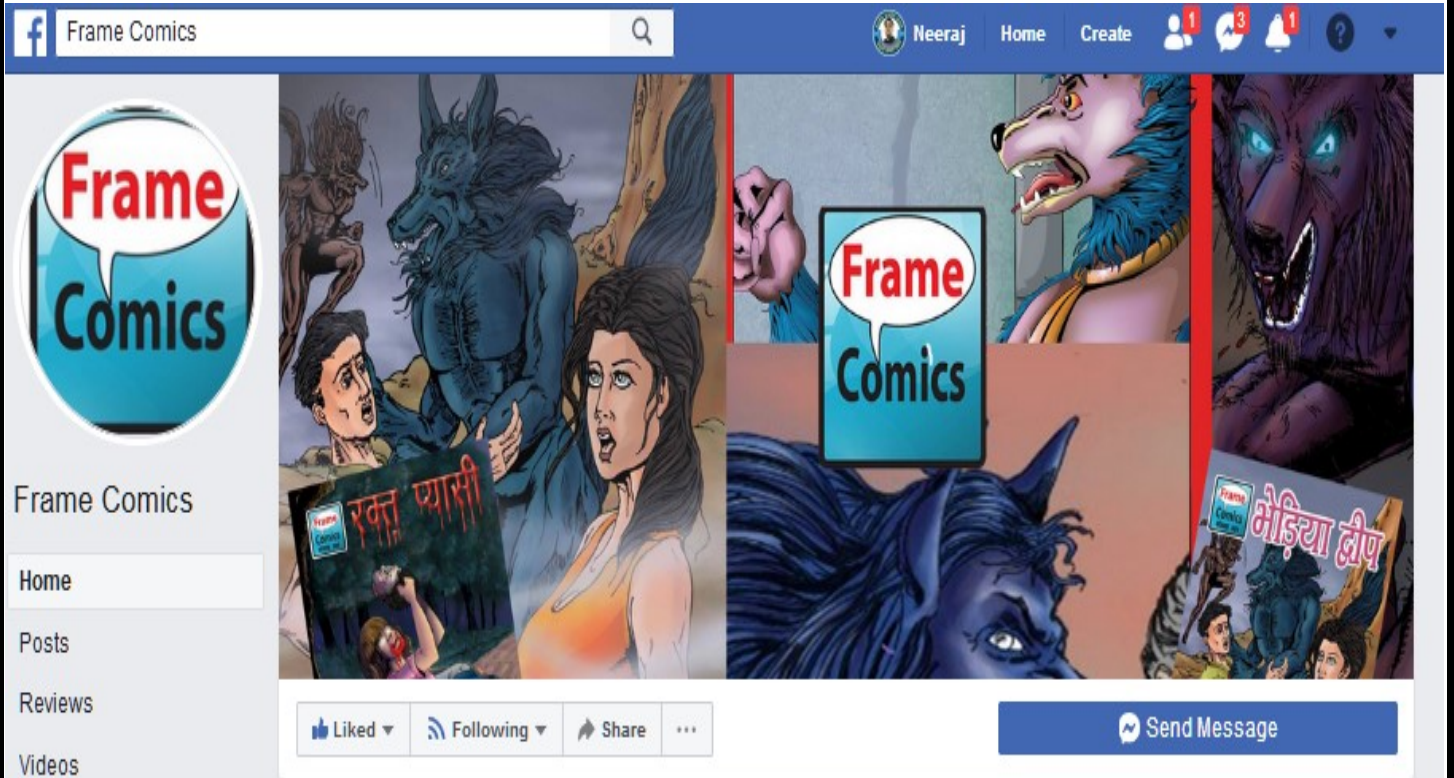 Frame Comics
Neeraj
Home
Create
1
3
1
?
Frame
Comics
Frame Comics
Home
Posts
Reviews
Videos
Frame
Comics
Frame
Comics
रक्त प्यासी
Frame
Comics
भेड़िया द्वीप
Liked
Following
Share
...
Send Message